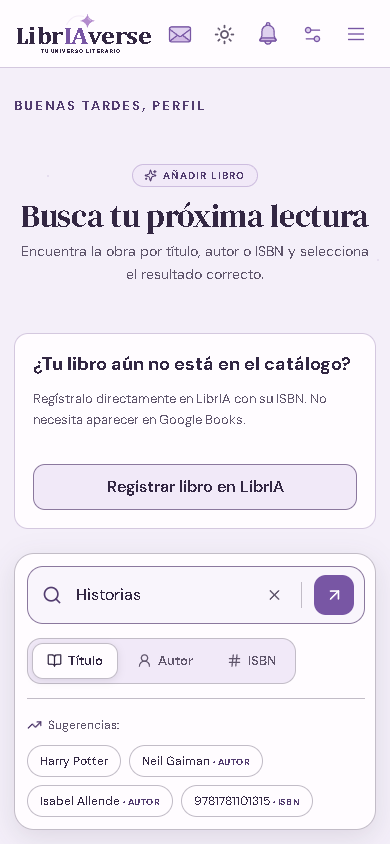 LibrIAverse
TU UNIVERSO LITERARIO
BUENAS TARDES, PERFIL
AÑADIR LIBRO
Busca tu próxima lectura
Encuentra la obra por título, autor o ISBN y selecciona
el resultado correcto.
¿Tu libro aún no está en el catálogo?
Regístralo directamente en LibrIA con su ISBN. No
necesita aparecer en Google Books.
Registrar libro en LibrIA
Historias
Título Autor ISBN
Sugerencias:
Harry Potter Neil Gaiman · AUTOR
Isabel Allende · AUTOR 9781781101315 · ISBN